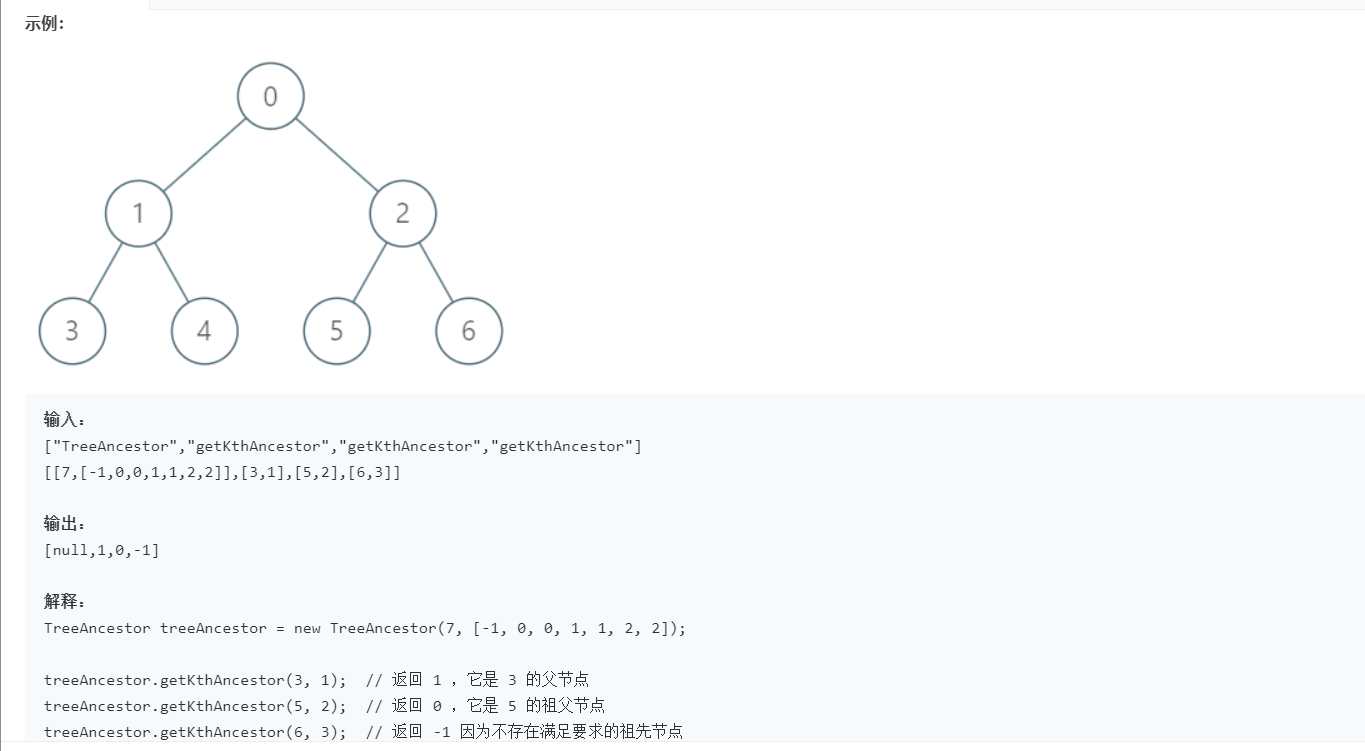 示例：
0
1 2
3 4 5 6
输入：
["TreeAncestor","getKthAncestor","getKthAncestor","getKthAncestor"]
[[7,[-1,0,0,1,1,2,2]],[3,1],[5,2],[6,3]]
输出：
[null,1,0,-1]
解释：
TreeAncestor treeAncestor = new TreeAncestor(7, [-1, 0, 0, 1, 1, 2, 2]);
treeAncestor.getKthAncestor(3, 1);  // 返回 1 ，它是 3 的父节点
treeAncestor.getKthAncestor(5, 2);  // 返回 0 ，它是 5 的祖父节点
treeAncestor.getKthAncestor(6, 3);  // 返回 -1 因为不存在满足要求的祖先节点